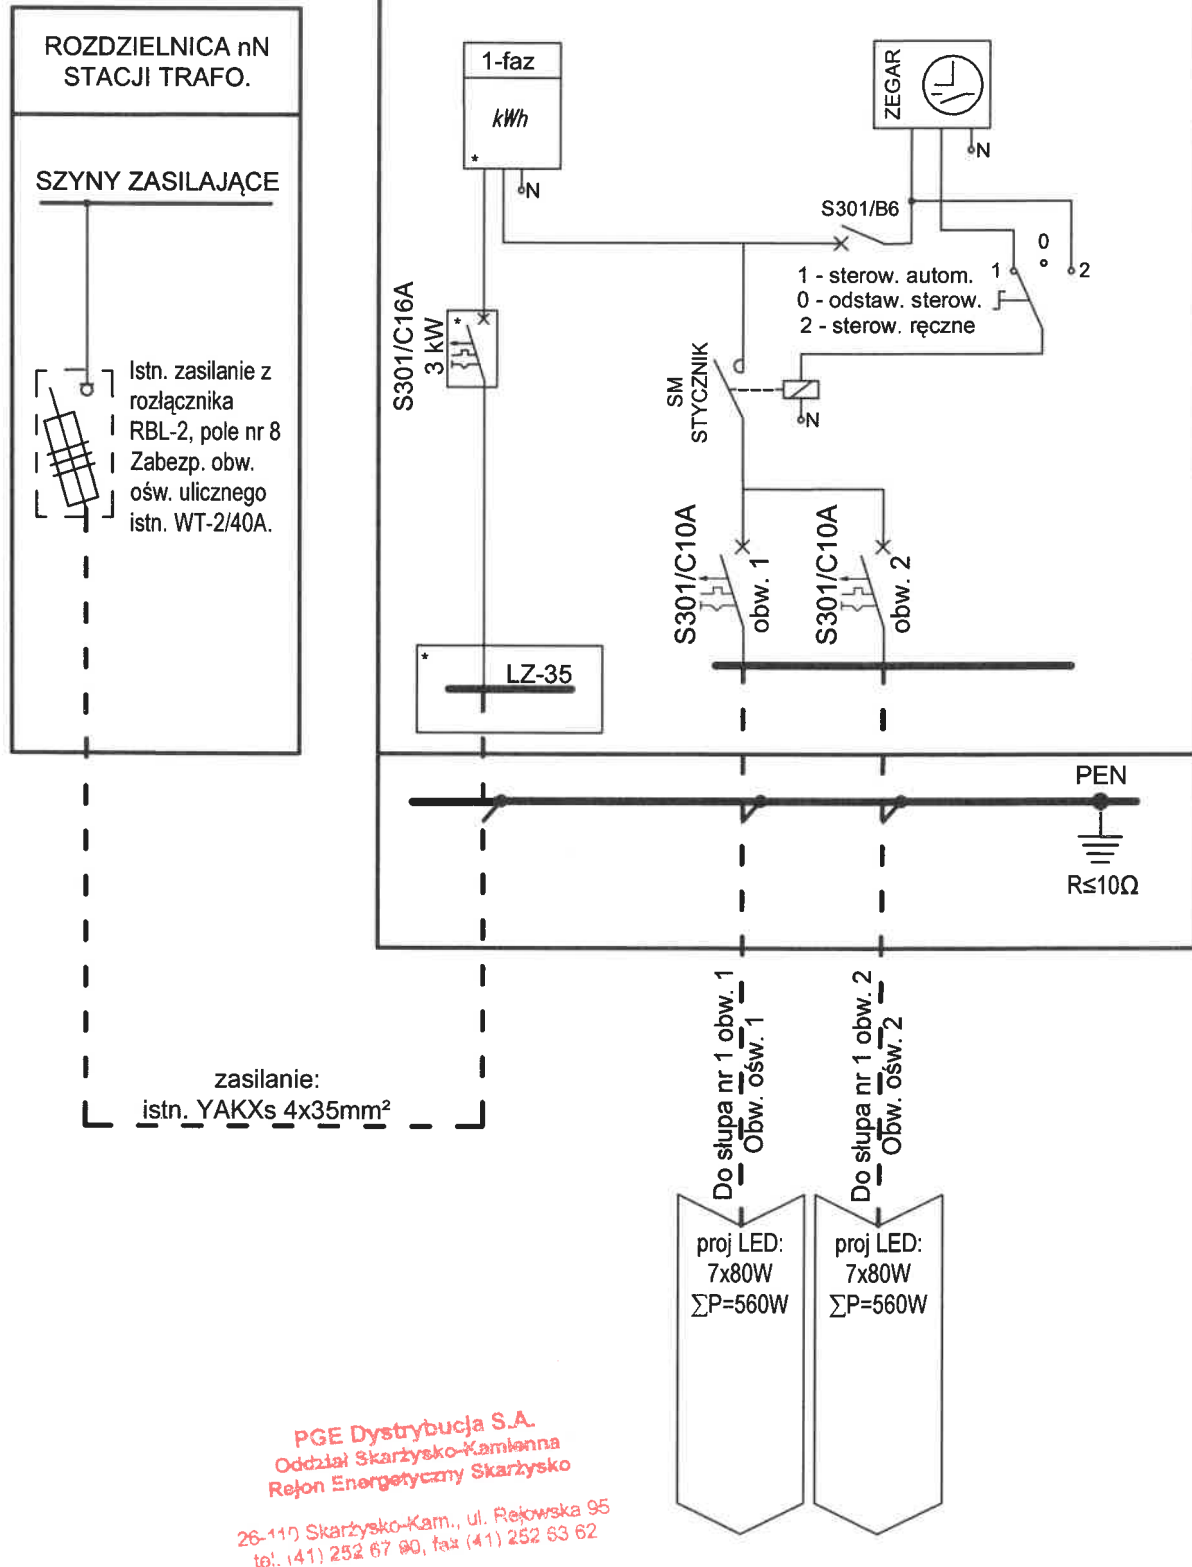 ROZDZIELNICA nN
STACJI TRAFO.
SZYNY ZASILAJĄCE
Istn. zasilanie z
rozłącznika
RBL-2, pole nr 8
Zabezp. obw.
ośw. ulicznego
istn. WT-2/40A.
1-faz
kWh
*
N
ZEGAR
N
S301/B6
0
1
2
1 - sterow. autom.
0 - odstaw. sterow.
2 - sterow. ręczne
S301/C16A
3 kW
*
SM
STYCZNIK
N
S301/C10A
obw. 1
S301/C10A
obw. 2
*
LZ-35
PEN
R≤10Ω
zasilanie:
istn. YAKXs 4x35mm²
Do słupa nr 1 obw. 1
Obw. ośw. 1
Do słupa nr 1 obw. 2
Obw. ośw. 2
proj LED:
7x80W
∑P=560W
proj LED:
7x80W
∑P=560W
PGE Dystrybucja S.A.
Oddział Skarżysko-Kamienna
Rejon Energetyczny Skarżysko
26-110 Skarżysko-Kam., ul. Rejowska 95
tel. (41) 252 67 90, fax (41) 252 63 62